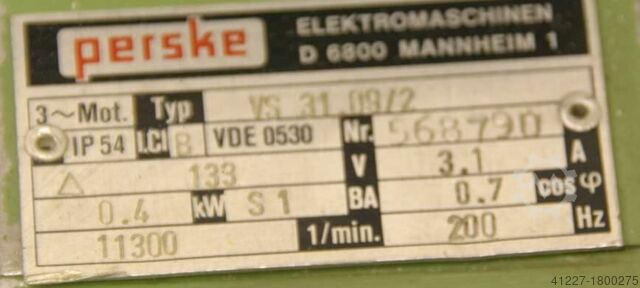 perske
ELEKTROMASCHINEN
D 6800 MANNHEIM 1
3~Mot. Typ VS 31.09/2
IP 54 I.Cl B VDE 0530 Nr. 568790
△ 133 V 3.1 A
0.4 kW S 1 BA 0.7 cos φ
11300 1/min. 200 Hz
41227-1800275